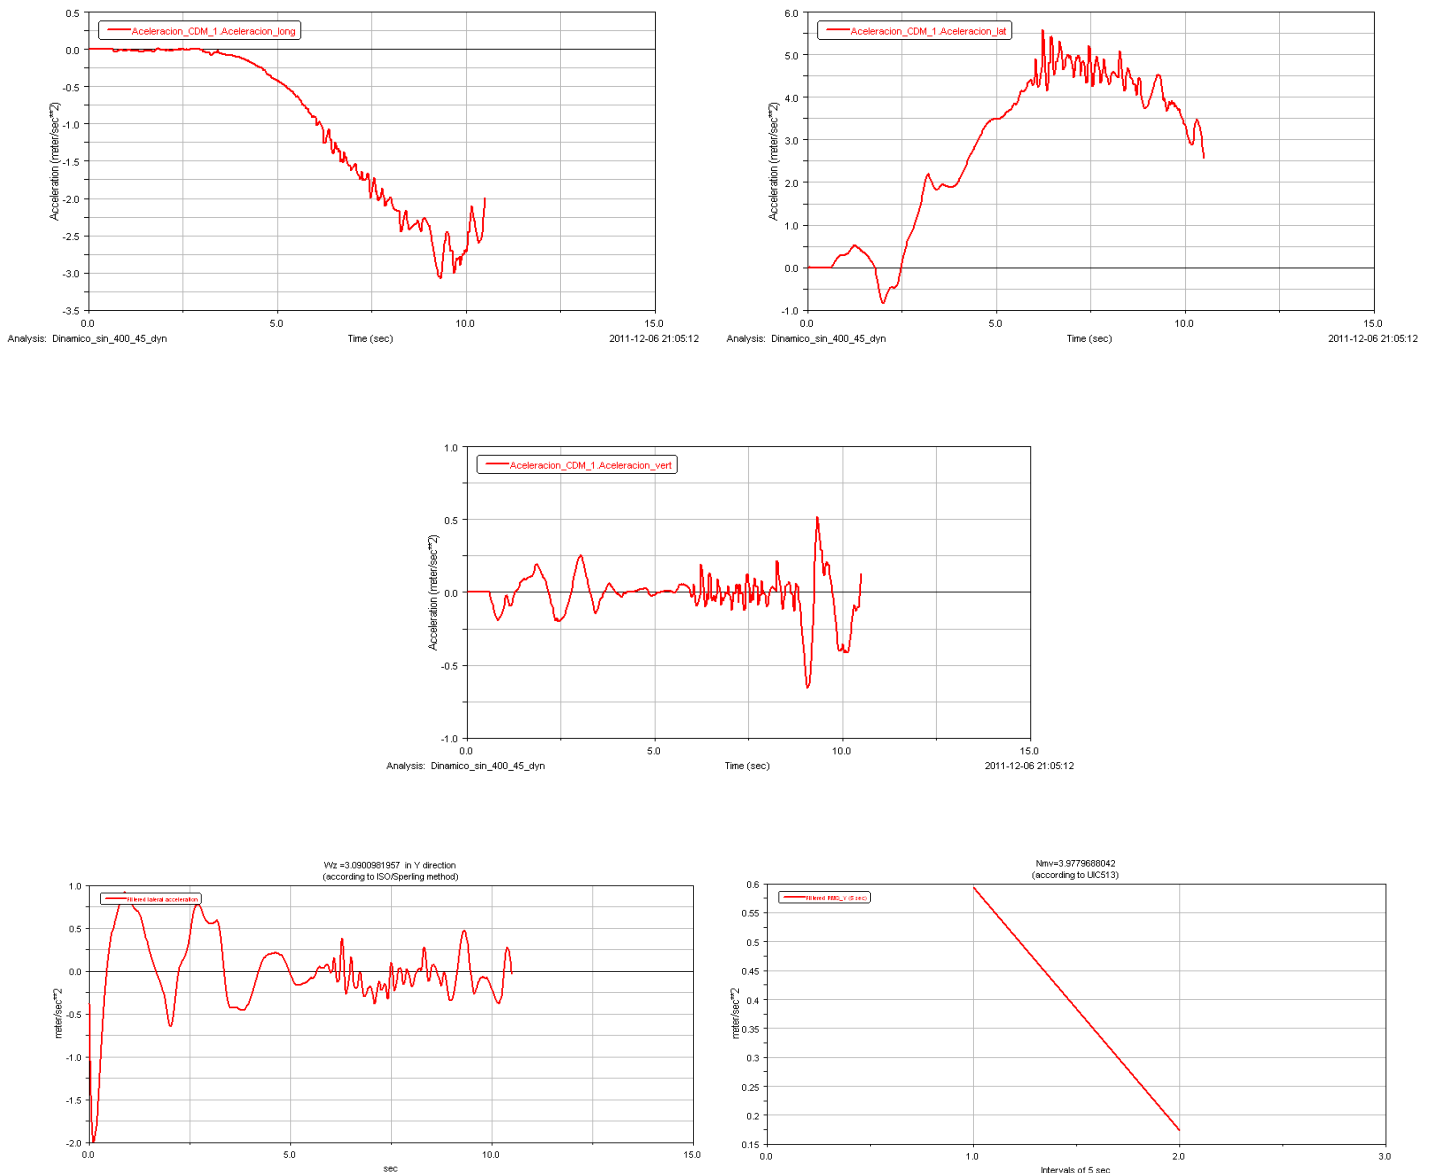 0.5
Aceleracion_CDM_1.Aceleracion_long
0.0
-0.5
-1.0
-1.5
-2.0
-2.5
-3.0
-3.5
Acceleration (meter/sec**2)
0.0 5.0 10.0 15.0
Analysis: Dinamico_sin_400_45_dyn Time (sec) 2011-12-06 21:05:12
6.0
Aceleracion_CDM_1.Aceleracion_lat
5.0
4.0
3.0
2.0
1.0
0.0
-1.0
Acceleration (meter/sec**2)
0.0 5.0 10.0 15.0
Analysis: Dinamico_sin_400_45_dyn Time (sec) 2011-12-06 21:05:12
1.0
Aceleracion_CDM_1.Aceleracion_vert
0.5
0.0
-0.5
-1.0
Acceleration (meter/sec**2)
0.0 5.0 10.0 15.0
Analysis: Dinamico_sin_400_45_dyn Time (sec) 2011-12-06 21:05:12
Wz =3.0900981957 in Y direction
(according to ISO/Sperling method)
1.0
filtered lateral acceleration
0.5
0.0
-0.5
-1.0
-1.5
-2.0
meter/sec**2
0.0 5.0 10.0 15.0
sec
Nmv=3.9779688042
(according to UIC513)
0.6
filtered RMS_Y (5 sec)
0.55
0.5
0.45
0.4
0.35
0.3
0.25
0.2
0.15
meter/sec**2
0.0 1.0 2.0 3.0
Intervals of 5 sec